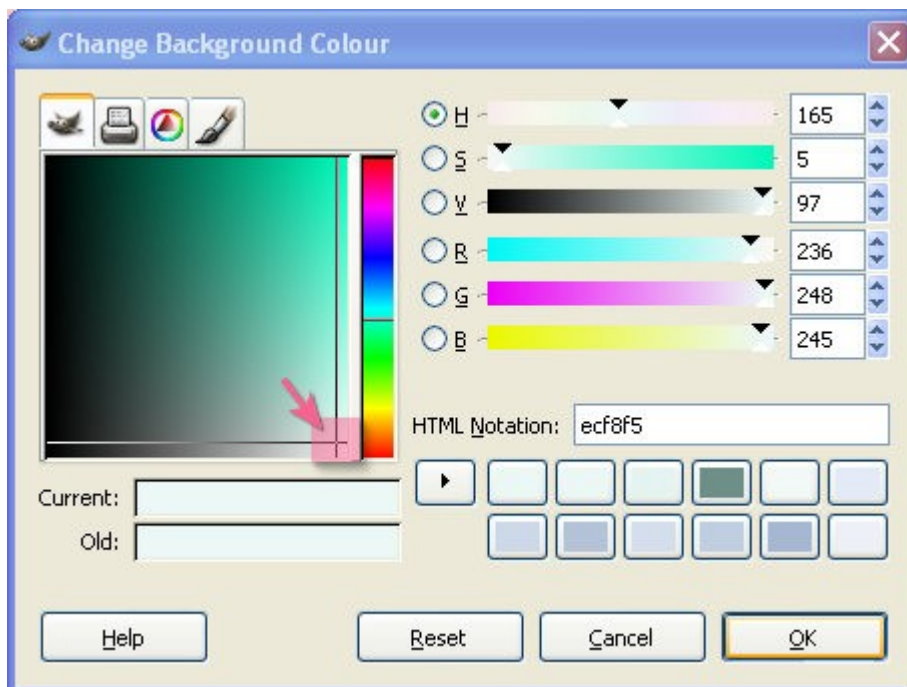 Change Background Colour
H 165
S 5
V 97
R 236
G 248
B 245
HTML Notation: ecf8f5
Current:
Old:
Help Reset Cancel OK